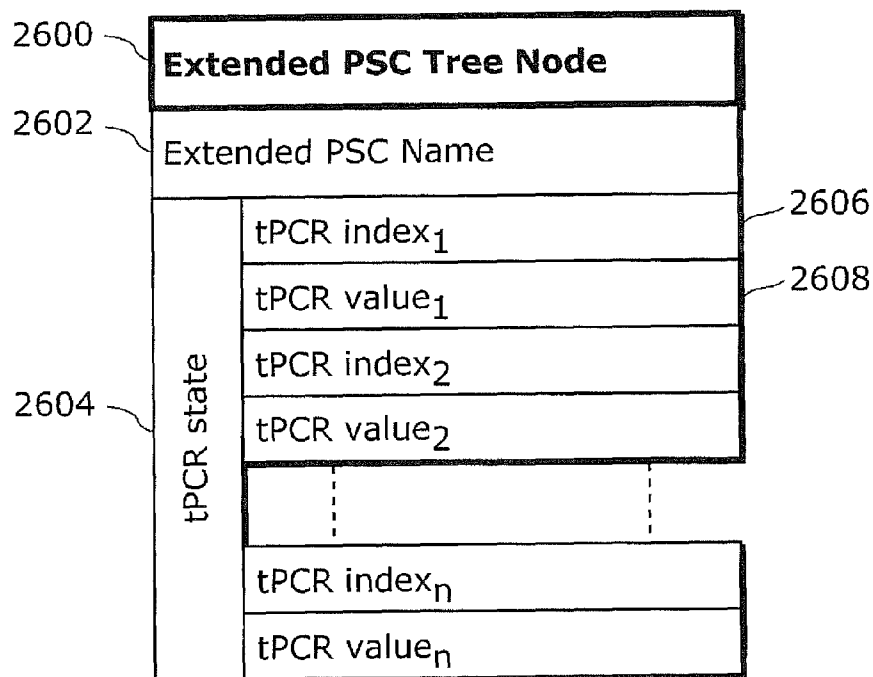 2600
Extended PSC Tree Node
2602
Extended PSC Name
2604
tPCR state
tPCR index₁
2606
tPCR value₁
2608
tPCR index₂
tPCR value₂
tPCR indexₙ
tPCR valueₙ